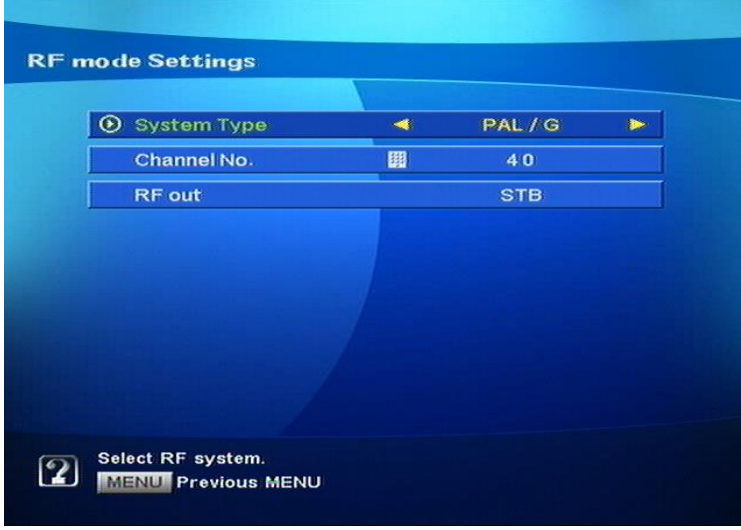 RF mode Settings
System Type PAL / G
Channel No. 40
RF out STB
Select RF system.
MENU Previous MENU